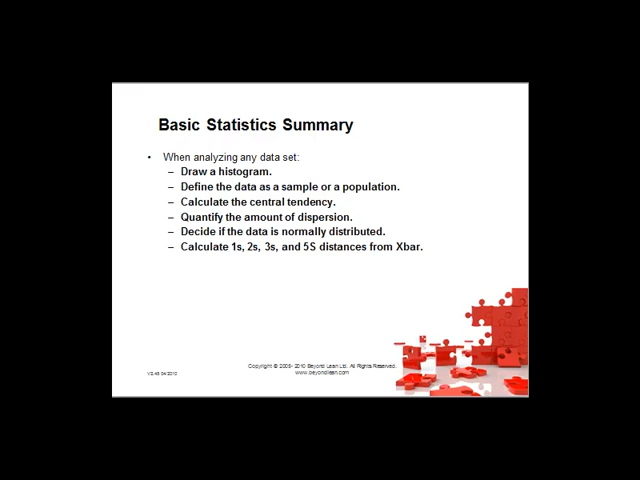 Basic Statistics Summary
• When analyzing any data set:
– Draw a histogram.
– Define the data as a sample or a population.
– Calculate the central tendency.
– Quantify the amount of dispersion.
– Decide if the data is normally distributed.
– Calculate 1s, 2s, 3s, and 5S distances from Xbar.
Copyright © 2005-2010 Beyond Lean Ltd. All Rights Reserved.
www.beyondlean.com